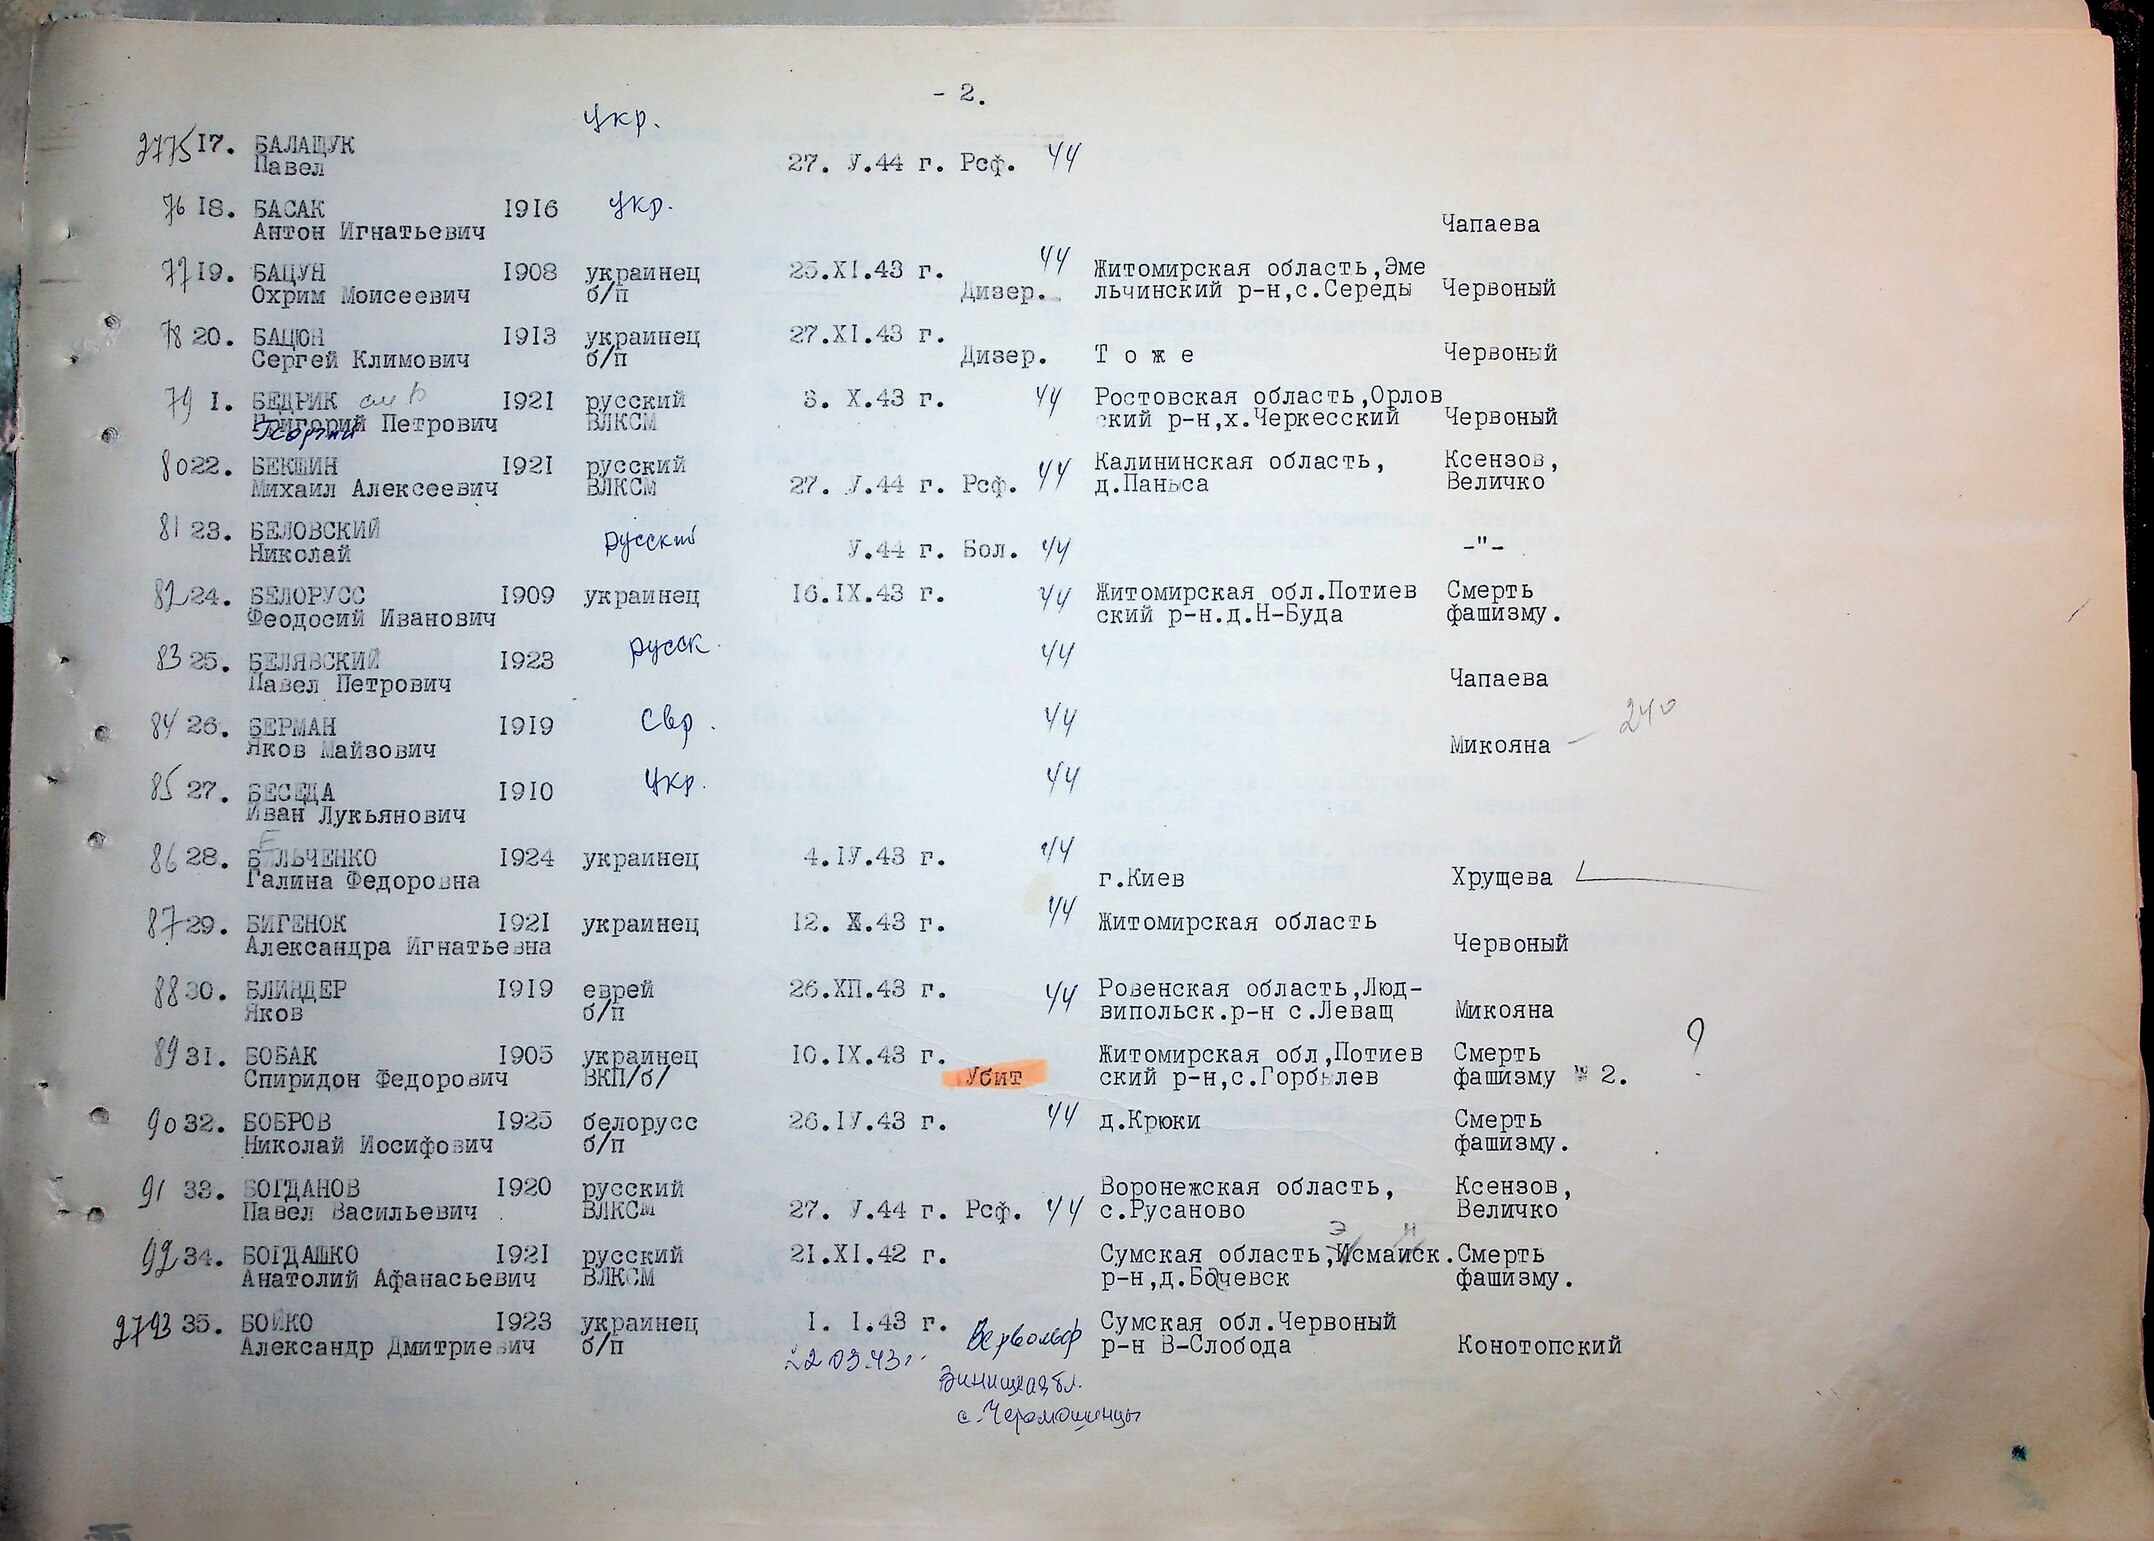 - 2.
укр.
2775 17. БАЛАЩУК
Павел 27. У.44 г. Рсф. 44
76 18. БАСАК 1916 укр.
Антон Игнатьевич Чапаева
77 19. БАЦУН 1908 украинец 25.XI.43 г. 44 Житомирская область,Эме
Охрим Моисеевич б/п Дизер. льчинский р-н,с.Середы Червоный
78 20. БАЦЮН 1913 украинец 27.XI.43 г.
Сергей Климович б/п Дизер. Т о ж е Червоный
79 I. БЕДРИК 1921 русский 3. X.43 г. 44 Ростовская область,Орлов
Григорий Петрович ВЛКСМ ский р-н,х.Черкесский Червоный
Георгий
80 22. БЕКШИН 1921 русский 44 Калининская область, Ксензов,
Михаил Алексеевич ВЛКСМ 27. У.44 г. Рсф. д.Паньса Величко
81 23. БЕЛОВСКИЙ русский
Николай У.44 г. Бол. 44 -"-
82 24. БЕЛОРУСС 1909 украинец 16.IX.43 г. 44 Житомирская обл.Потиев Смерть
Феодосий Иванович ский р-н.д.Н-Буда фашизму.
83 25. БЕЛЯВСКИЙ 1923 русск. 44
Павел Петрович Чапаева
84 26. БЕРМАН 1919 Евр. 44 240
Яков Майзович Микояна
85 27. БЕСЕДА 1910 укр. 44
Иван Лукьянович
86 28. БЕЛЬЧЕНКО 1924 украинец 4.IУ.43 г. 44
Галина Федоровна г.Киев Хрущева
87 29. БИГЕНОК 1921 украинец 12. X.43 г. 44 Житомирская область
Александра Игнатьевна Червоный
88 30. БЛИНДЕР 1919 еврей 26.XП.43 г. 44 Ровенская область,Люд-
Яков б/п випольск.р-н с.Леващ Микояна
89 31. БОБАК 1905 украинец 10.IX.43 г. Житомирская обл,Потиев Смерть ?
Спиридон Федорович ВКП/б/ Убит ский р-н,с.Горбылев фашизму № 2.
90 32. БОБРОВ 1925 белорусс 26.IУ.43 г. 44 д.Крюки Смерть
Николай Иосифович б/п фашизму.
91 33. БОГДАНОВ 1920 русский Воронежская область, Ксензов,
Павел Васильевич ВЛКСМ 27. У.44 г. Рсф. 44 с.Русаново Величко
Э н
92 34. БОГДАШКО 1921 русский 21.XI.42 г. Сумская область,Исмаиск. Смерть
Анатолий Афанасьевич ВЛКСМ р-н,д.Бачевск фашизму.
2793 35. БОЙКО 1923 украинец I. I.43 г. Вервольф Сумская обл.Червоный
Александр Дмитриевич б/п р-н В-Слобода Конотопский
22 03.43г.
с.Черемошенцы